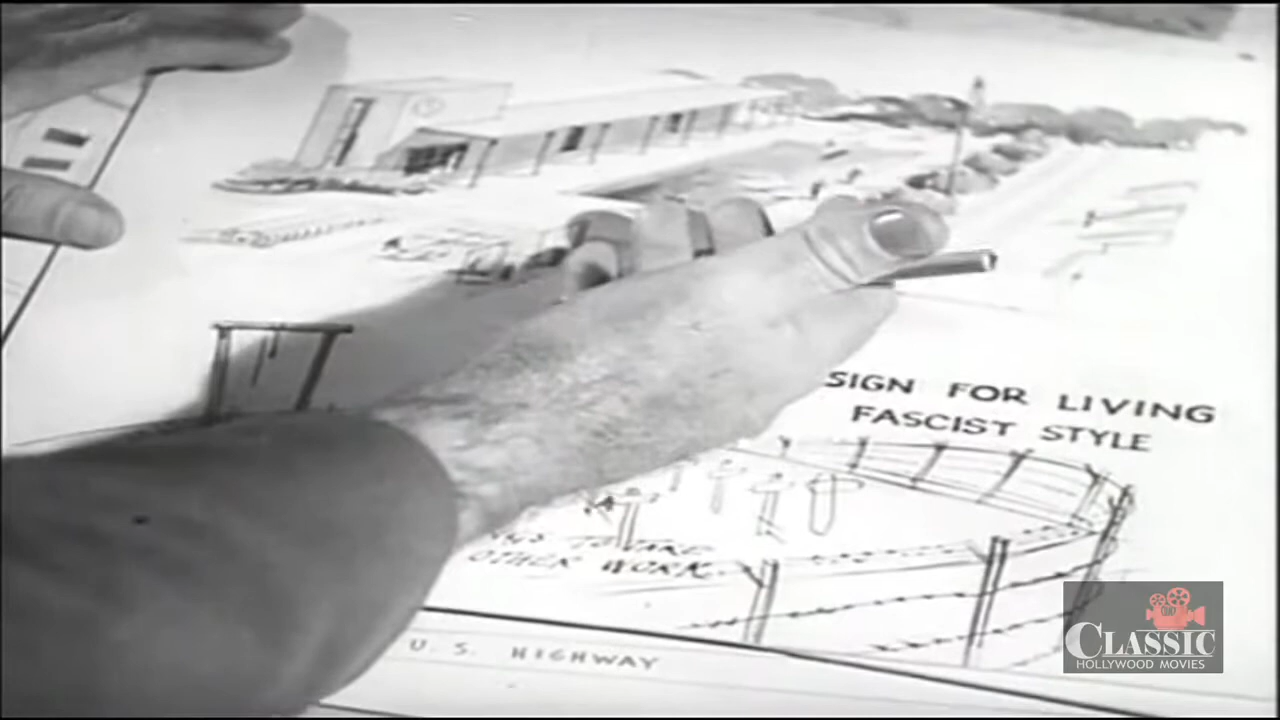 SIGN FOR LIVING
FASCIST STYLE
OTHER WORK
U. S. HIGHWAY
CLASSIC
HOLLYWOOD MOVIES